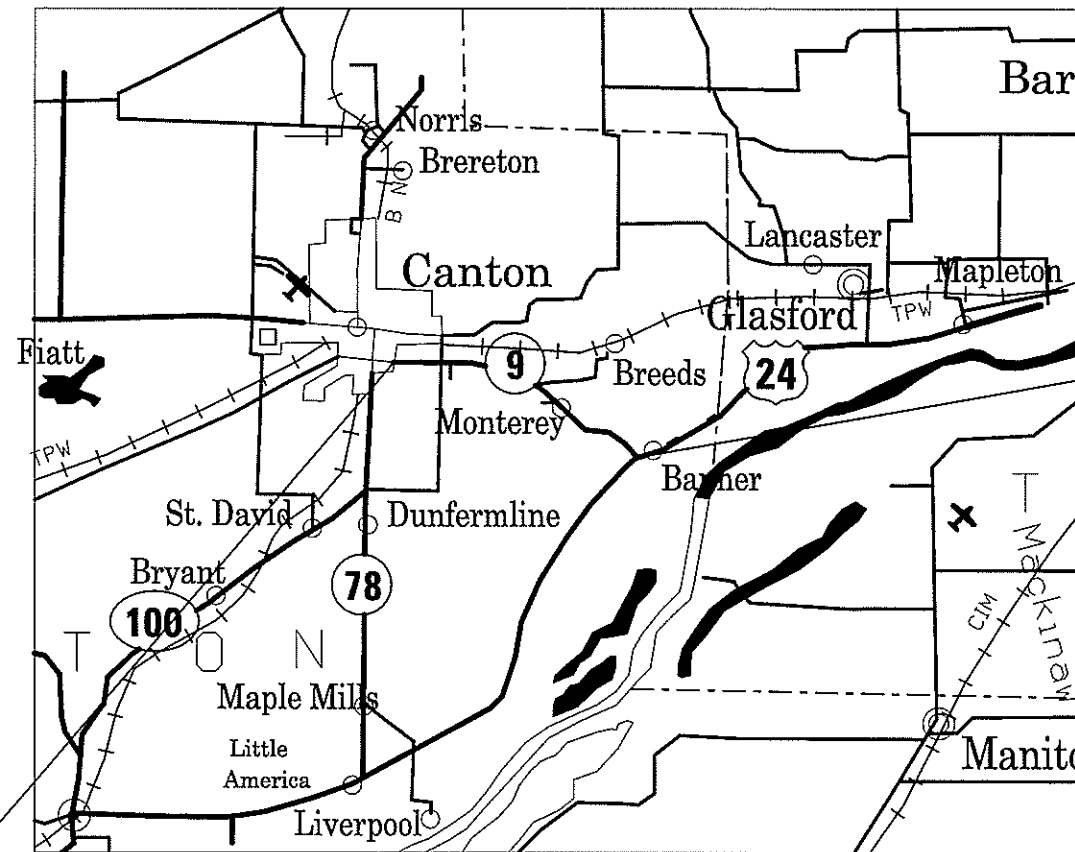 Bar
Norris
Brereton
B N
Lancaster
Canton
Mapleton
Glasford
TPW
Fiatt
9
Breeds
24
Monterey
TPW
Banner
St. David
Dunfermline
T
Bryant
78
Mackinaw
100
CIM
T O N
Maple Mills
Little
America
Manito
Liverpool